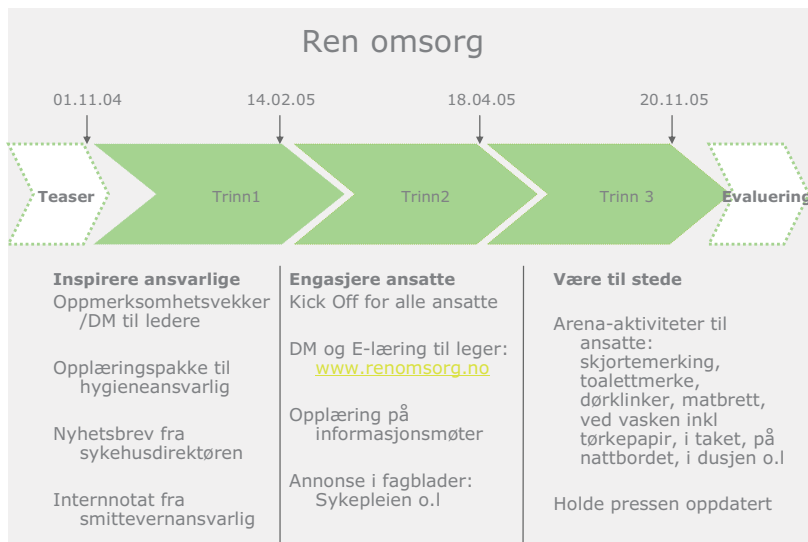 Ren omsorg
01.11.04
14.02.05
18.04.05
20.11.05
Teaser
Trinn1
Trinn2
Trinn 3
Evaluering
Inspirere ansvarlige
Oppmerksomhetsvekker
/DM til ledere
Opplæringspakke til
hygieneansvarlig
Nyhetsbrev fra
sykehusdirektøren
Internnotat fra
smittevernansvarlig
Engasjere ansatte
Kick Off for alle ansatte
DM og E-læring til leger:
www.renomsorg.no
Opplæring på
informasjonsmøter
Annonse i fagblader:
Sykepleien o.l
Være til stede
Arena-aktiviteter til
ansatte:
skjortemerking,
toalettmerke,
dørklinker, matbrett,
ved vasken inkl
tørkepapir, i taket, på
nattbordet, i dusjen o.l
Holde pressen oppdatert